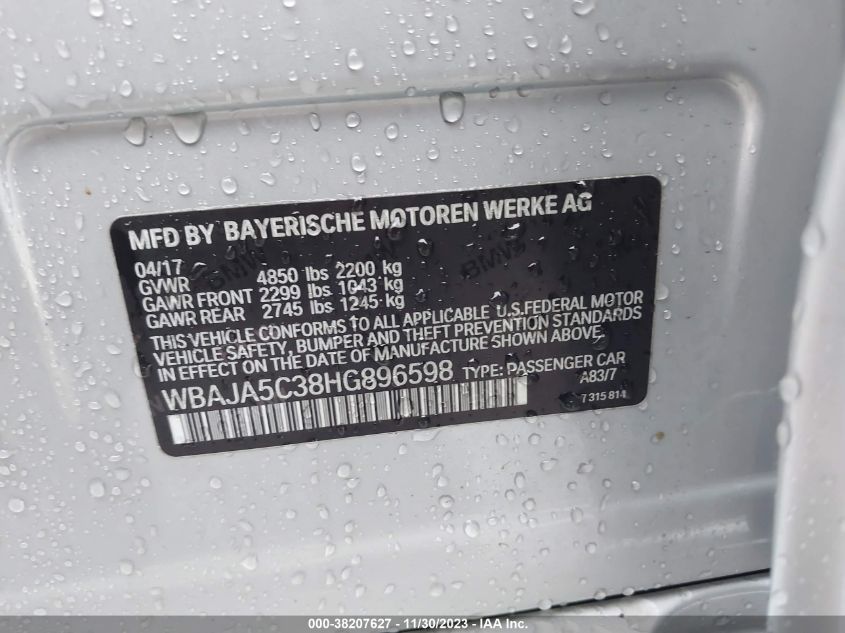 MFD BY BAYERISCHE MOTOREN WERKE AG
04/17
GVWR 4850 lbs 2200 kg
GAWR FRONT 2299 lbs 1043 kg
GAWR REAR 2745 lbs 1245 kg
THIS VEHICLE CONFORMS TO ALL APPLICABLE U.S.FEDERAL MOTOR
VEHICLE SAFETY, BUMPER AND THEFT PREVENTION STANDARDS
IN EFFECT ON THE DATE OF MANUFACTURE SHOWN ABOVE.
WBAJA5C38HG896598 TYPE: PASSENGER CAR
A83/7
7 315 814
000-38207627 - 11/30/2023 - IAA Inc.